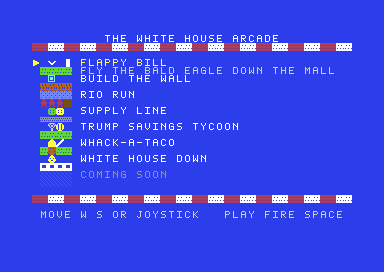 THE WHITE HOUSE ARCADE
FLAPPY BILL
FLY THE BALD EAGLE DOWN THE MALL
BUILD THE WALL
RIO RUN
SUPPLY LINE
TRUMP SAVINGS TYCOON
WHACK-A-TACO
WHITE HOUSE DOWN
COMING SOON
MOVE W S OR JOYSTICK PLAY FIRE SPACE